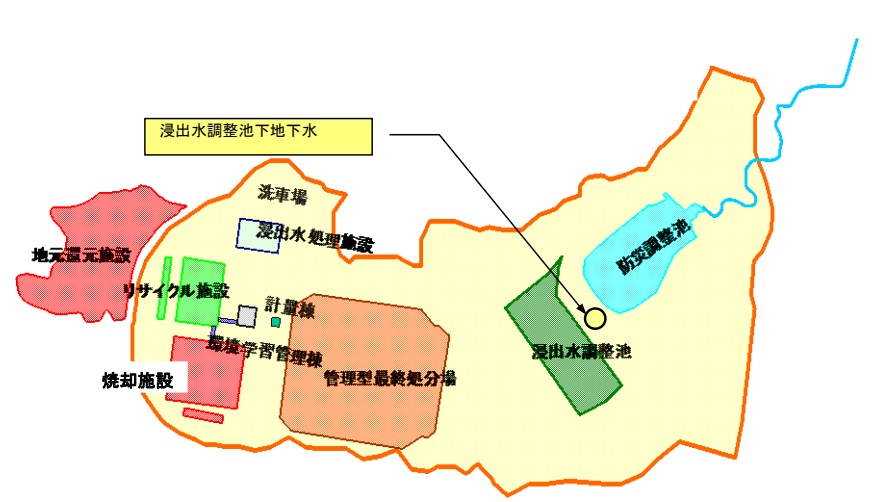 浸出水調整池下地下水
洗車場
浸出水処理施設
防災調整池
地元還元施設
リサイクル施設
計量棟
環境学習管理棟
浸出水調整池
焼却施設
管理型最終処分場